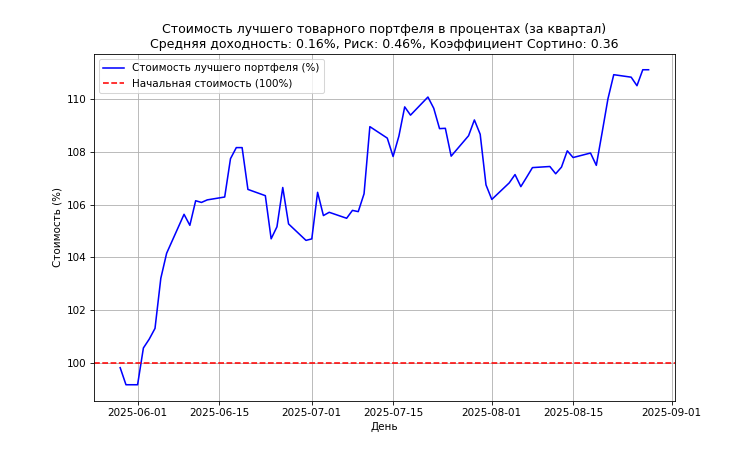 Стоимость лучшего товарного портфеля в процентах (за квартал)
Средняя доходность: 0.16%, Риск: 0.46%, Коэффициент Сортино: 0.36
Стоимость лучшего портфеля (%)
Начальная стоимость (100%)
Стоимость (%)
110
108
106
104
102
100
2025-06-01
2025-06-15
2025-07-01
2025-07-15
2025-08-01
2025-08-15
2025-09-01
День